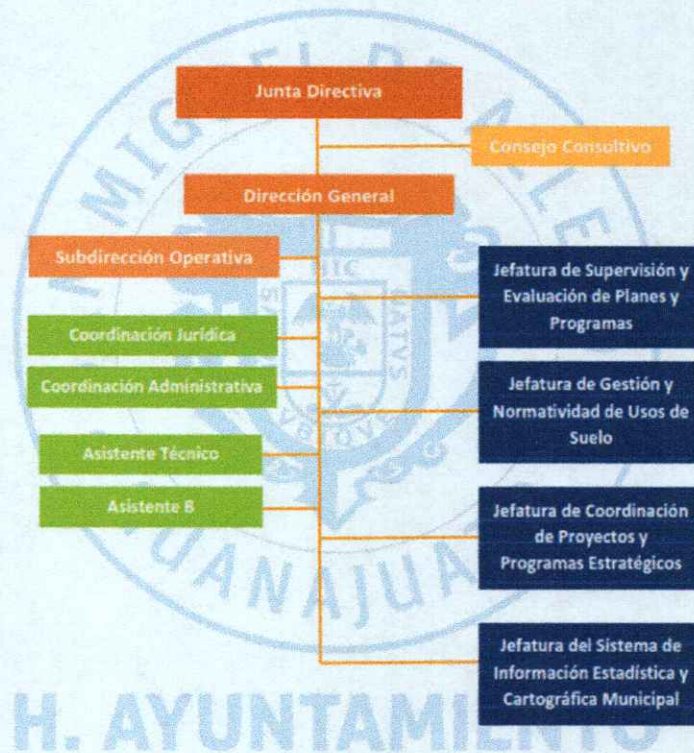 Junta Directiva
Consejo Consultivo
Dirección General
Subdirección Operativa
Jefatura de Supervisión y
Evaluación de Planes y
Programas
Coordinación Jurídica
Coordinación Administrativa
Jefatura de Gestión y
Normatividad de Usos de
Suelo
Asistente Técnico
Asistente B
Jefatura de Coordinación
de Proyectos y
Programas Estratégicos
Jefatura del Sistema de
Información Estadística y
Cartográfica Municipal
GUANAJUA
H. AYUNTAMIENTO